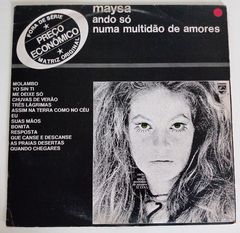 maysa
ando só
numa multidão de amores
FORA DE SÉRIE
PREÇO
ECONÔMICO
MATRIZ ORIGINAL
MOLAMBO
YO SIN TI
ME DEIXE SÓ
CHUVAS DE VERÃO
TRÊS LÁGRIMAS
ASSIM NA TERRA COMO NO CÉU
EU
SUAS MÃOS
BONITA
RESPOSTA
QUE CANSE E DESCANSE
AS PRAIAS DESERTAS
QUANDO CHEGARES